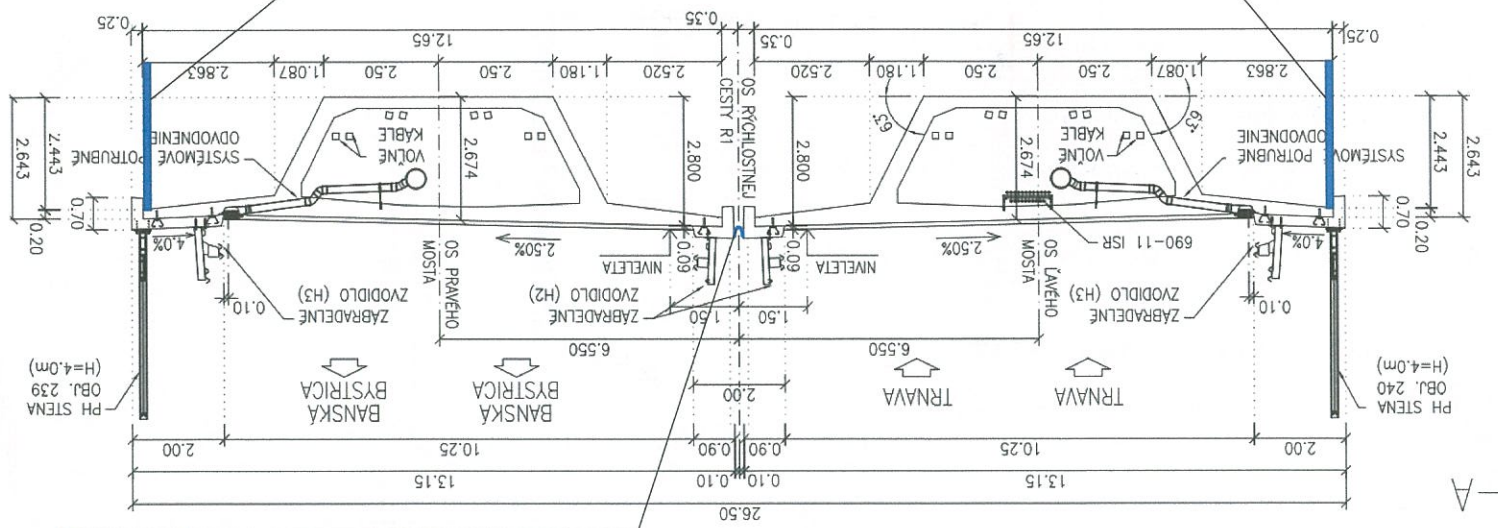 A
26.50
13.15
0.10
0.10
13.15
2.00
10.25
0.90
0.90
10.25
2.00
PH STENA
OBJ. 240
(H=4.0m)
TRNAVA
TRNAVA
2.00
BANSKÁ
BYSTRICA
BANSKÁ
BYSTRICA
PH STENA
OBJ. 239
(H=4.0m)
6.550
6.550
0.10
ZÁBRADELNÉ
ZVODIDLO (H3)
1.50
1.50
ZÁBRADELNÉ
ZVODIDLO (H2)
ZÁBRADELNÉ
ZVODIDLO (H3)
0.10
OS ĽAVÉHO
MOSTA
NIVELETA
NIVELETA
OS PRAVÉHO
MOSTA
4.0%
690-11 ISR
2.50%
0.09
0.09
2.50%
4.0%
0.20
0.70
0.70
0.20
2.643
2.443
SYSTÉMOVÉ POTRUBNÉ
ODVODNENIE
VOĽNÉ
KÁBLE
2.674
2.800
2.800
2.674
VOĽNÉ
KÁBLE
SYSTÉMOVÉ POTRUBNÉ
ODVODNENIE
2.443
2.643
63°
63°
OS RÝCHLOSTNEJ
CESTY R1
2.863
1.087
2.50
2.50
1.180
2.520
2.520
1.180
2.50
2.50
1.087
2.863
12.65
12.65
0.25
0.35
0.35
0.25